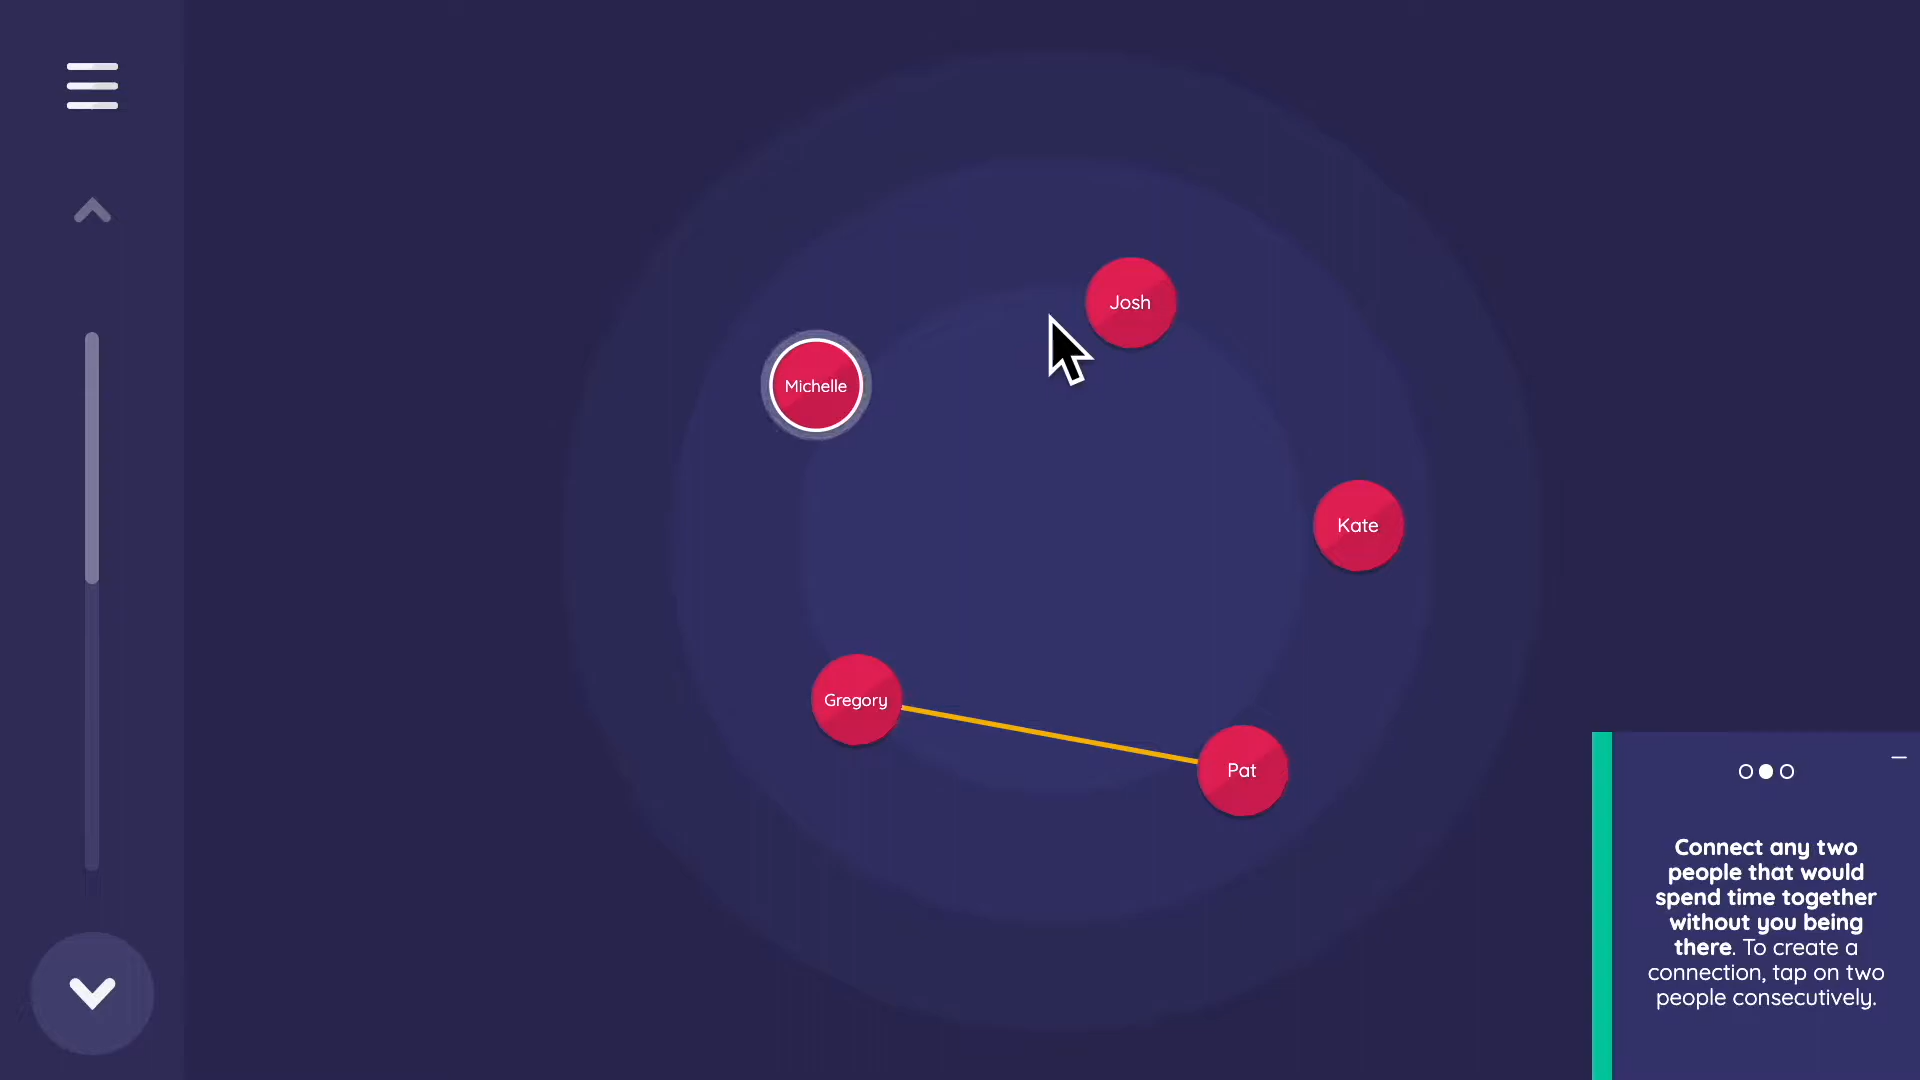 Josh
Michelle
Kate
Gregory
Pat
Connect any two
people that would
spend time together
without you being
there. To create a
connection, tap on two
people consecutively.